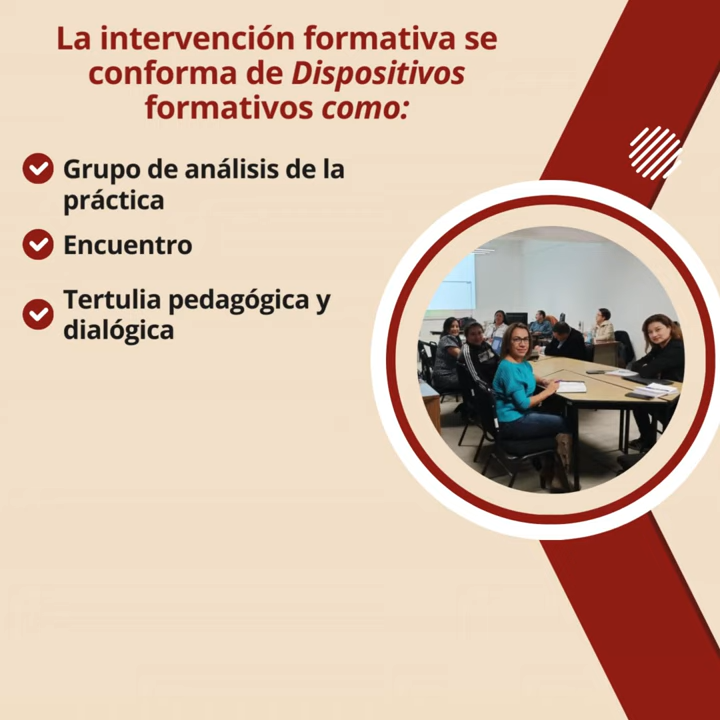 La intervención formativa se
conforma de Dispositivos
formativos como:
Grupo de análisis de la
práctica
Encuentro
Tertulia pedagógica y
dialógica